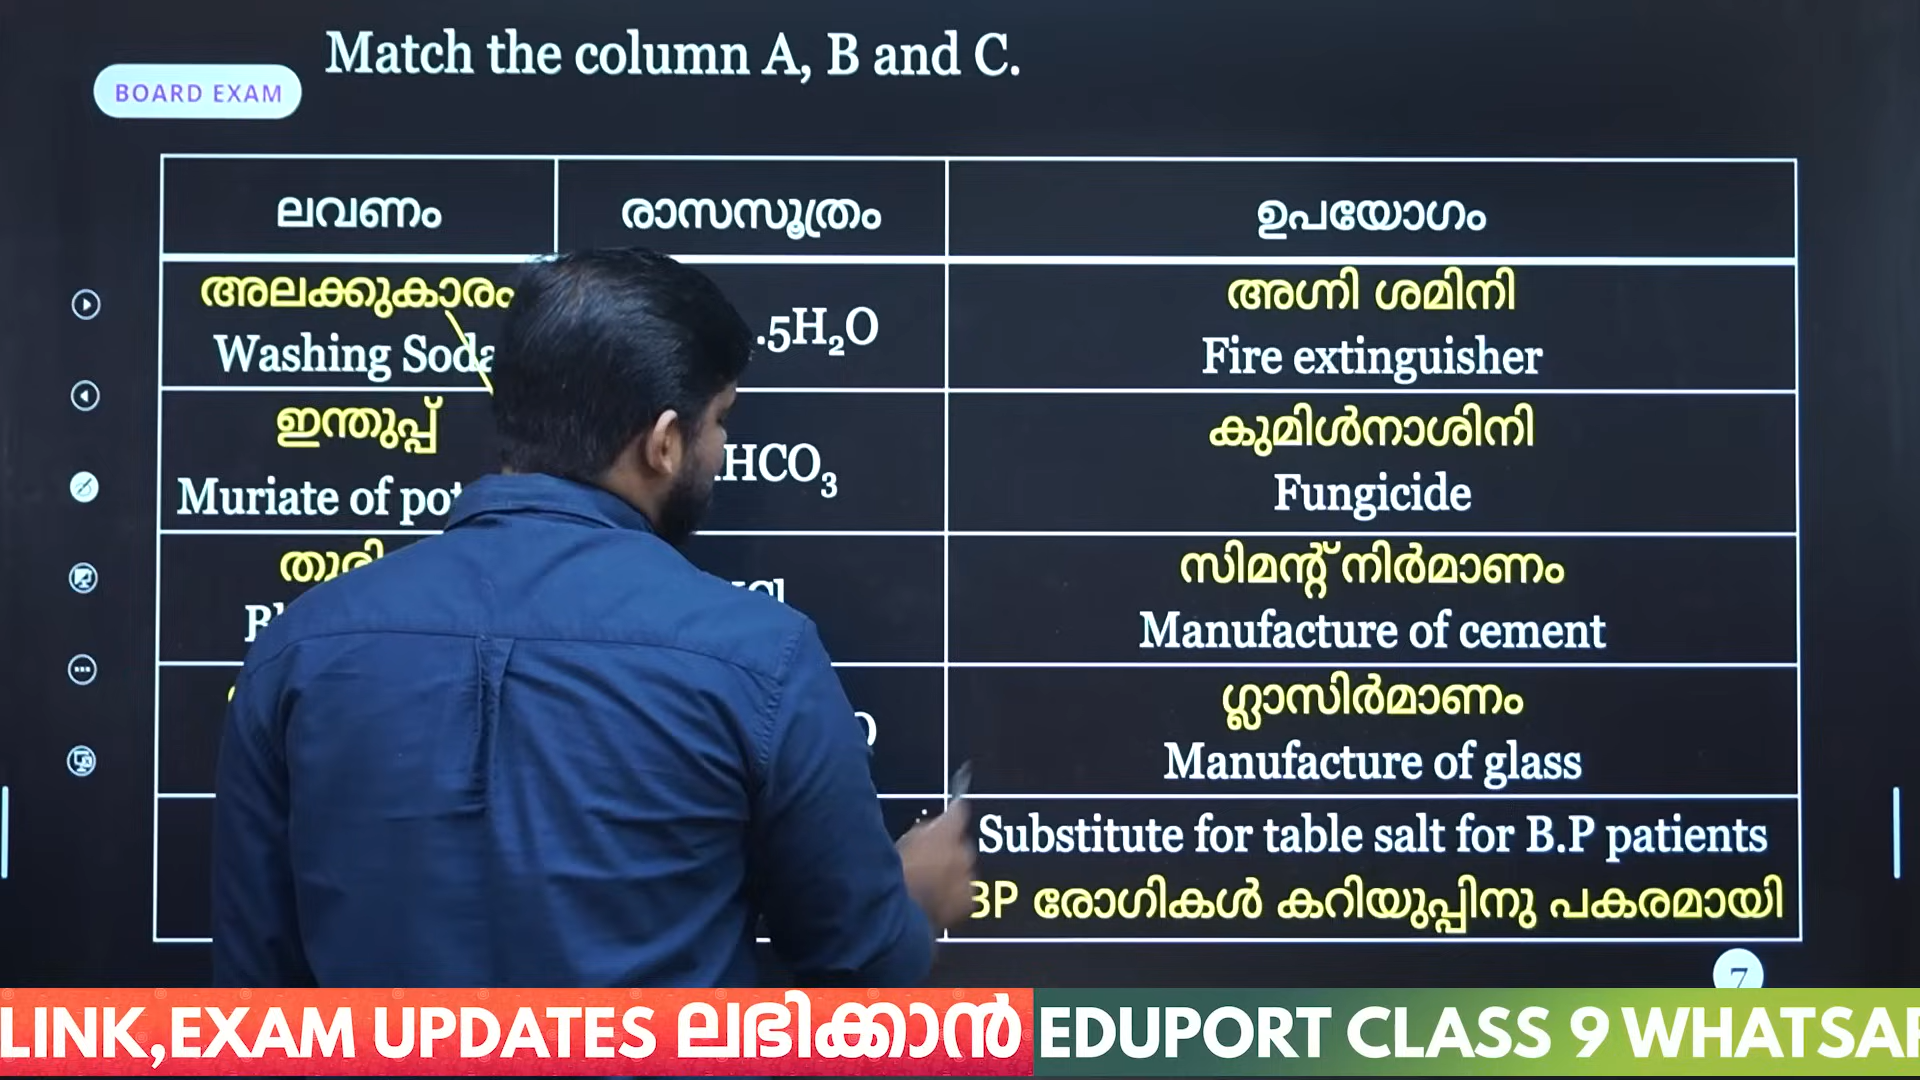 Match the column A, B and C.
BOARD EXAM
ലവണം
രാസസൂത്രം
ഉപയോഗം
അലക്കുകാരം
Washing Soda
.5H₂O
അഗ്നി ശമിനി
Fire extinguisher
ഇന്തുപ്പ്
Muriate of pot
HCO₃
കുമിൾനാശിനി
Fungicide
തുരി
സിമന്റ് നിർമാണം
Manufacture of cement
ഗ്ലാസിർമാണം
Manufacture of glass
Substitute for table salt for B.P patients
BP രോഗികൾ കറിയുപ്പിനു പകരമായി
7
LINK,EXAM UPDATES ലഭിക്കാൻ EDUPORT CLASS 9 WHATSAP